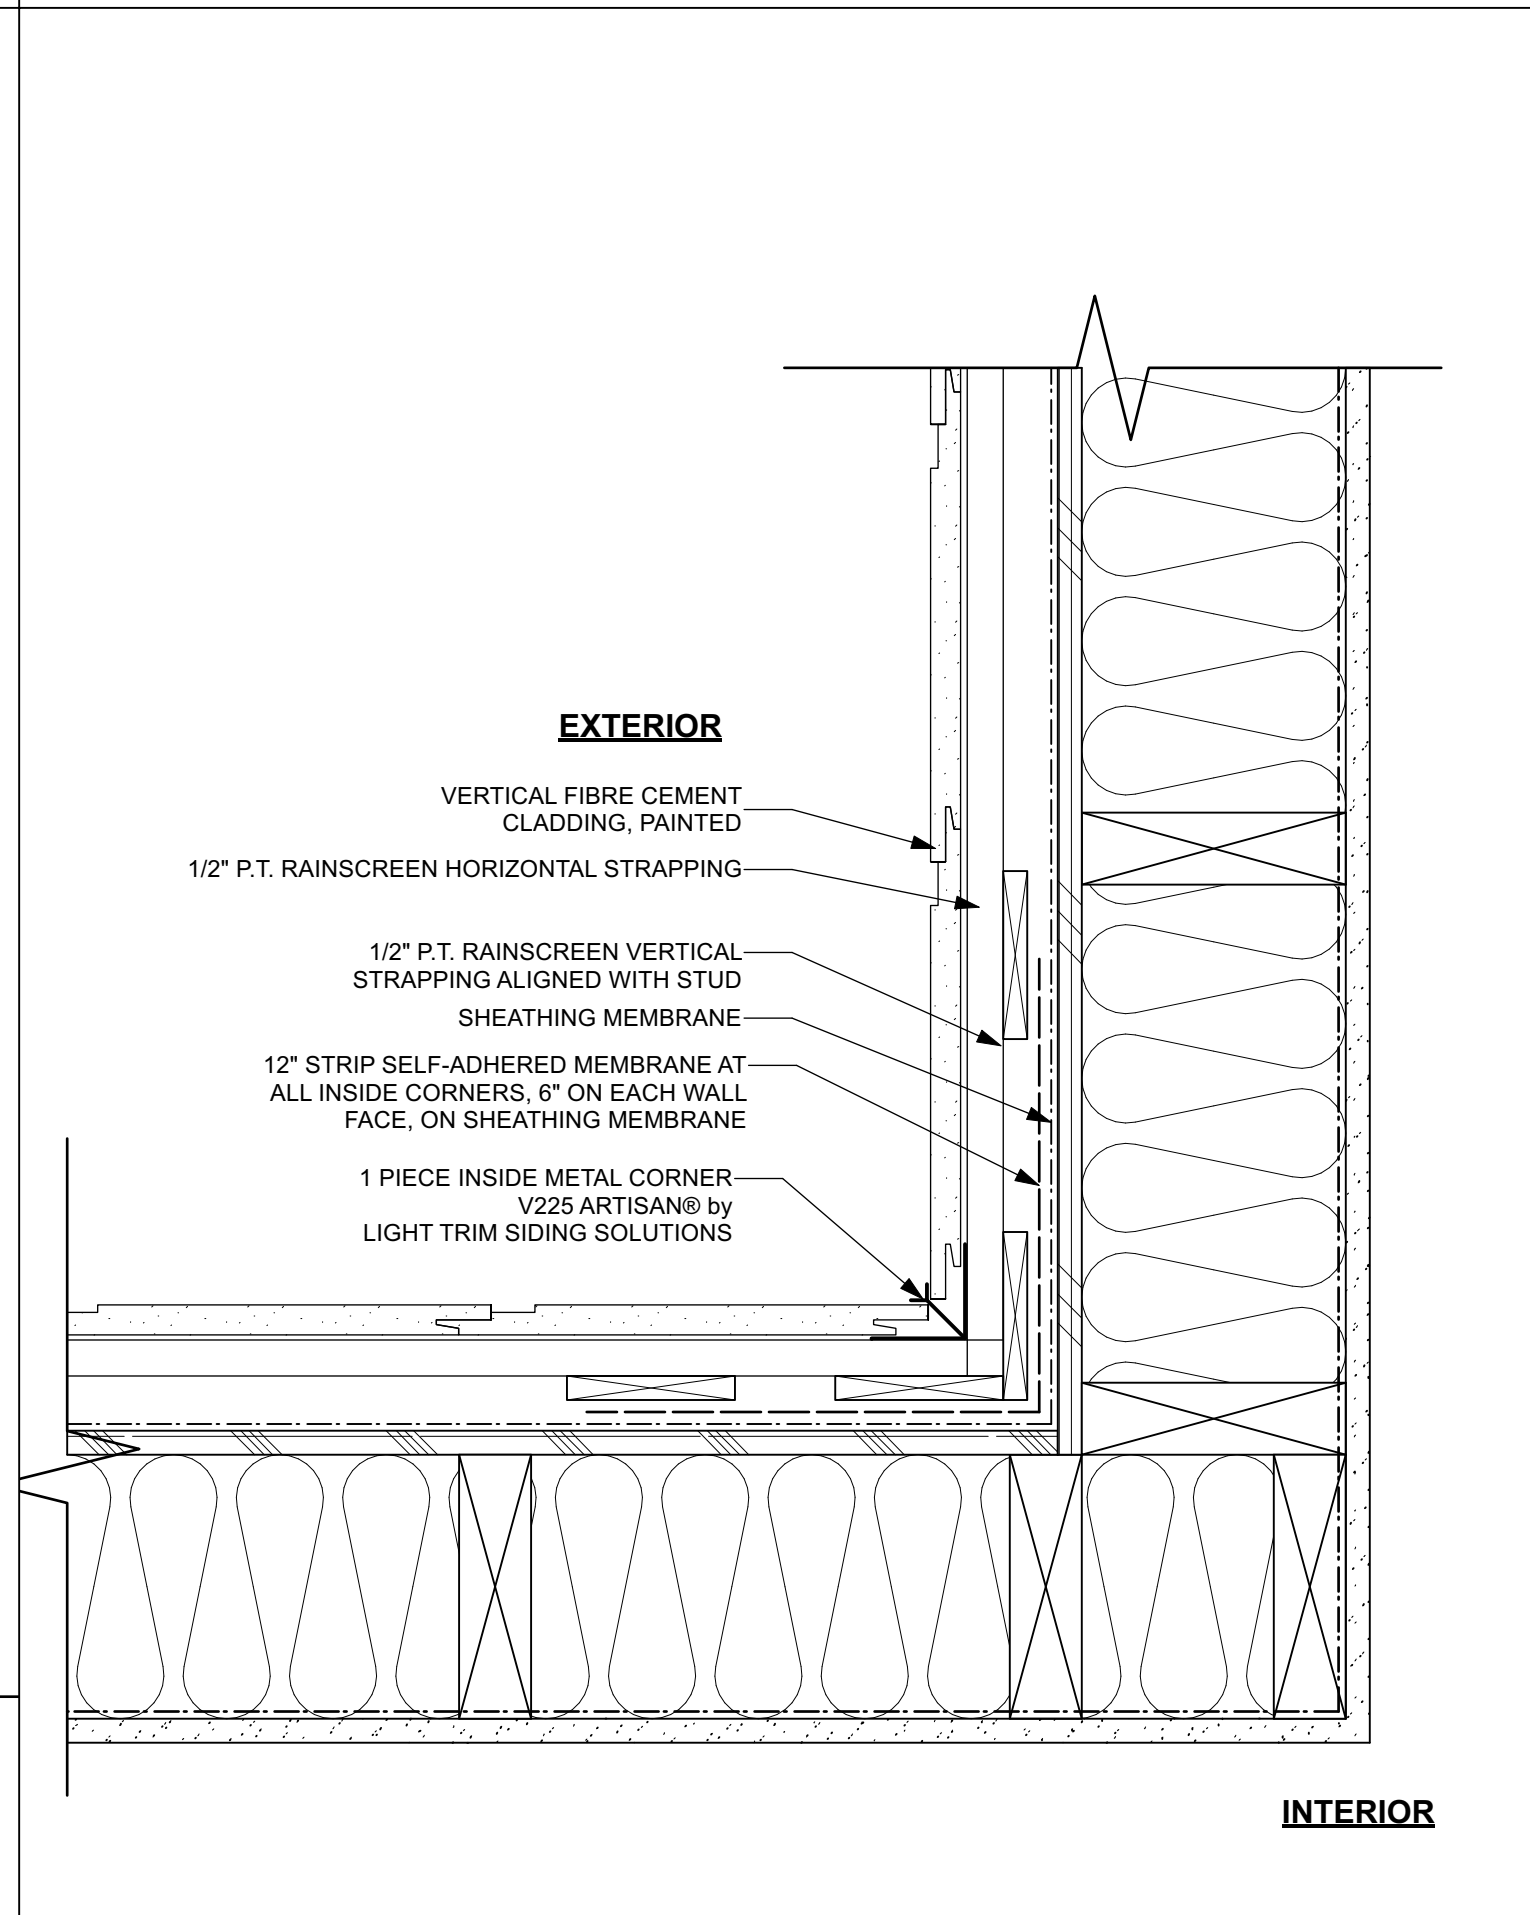 EXTERIOR
VERTICAL FIBRE CEMENT
CLADDING, PAINTED
1/2" P.T. RAINSCREEN HORIZONTAL STRAPPING
1/2" P.T. RAINSCREEN VERTICAL
STRAPPING ALIGNED WITH STUD
SHEATHING MEMBRANE
12" STRIP SELF-ADHERED MEMBRANE AT
ALL INSIDE CORNERS, 6" ON EACH WALL
FACE, ON SHEATHING MEMBRANE
1 PIECE INSIDE METAL CORNER
V225 ARTISAN® by
LIGHT TRIM SIDING SOLUTIONS
INTERIOR